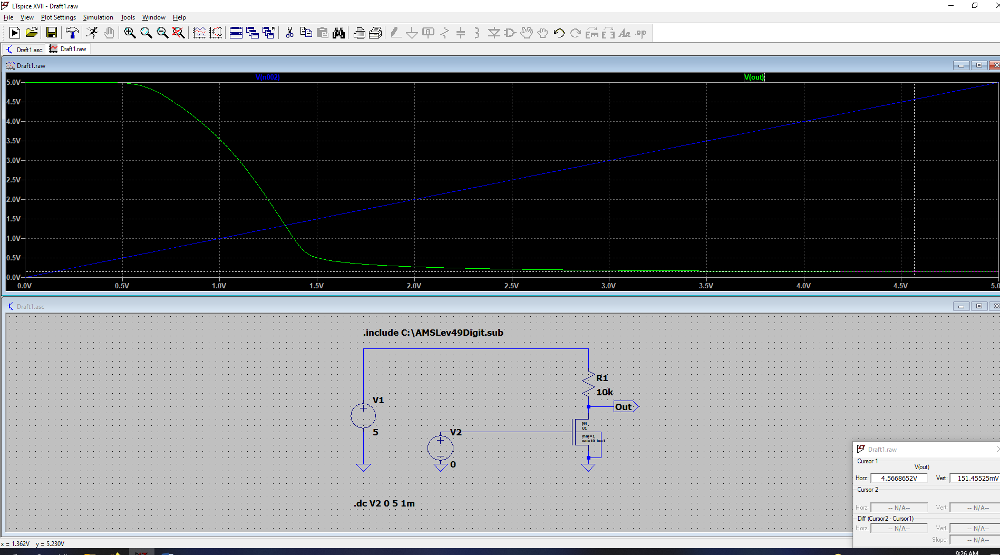 LTspice XVII - Draft1.raw
File View Plot Settings Simulation Tools Window Help
Draft1.asc Draft1.raw
Draft1.raw
V(n002) V(out)
5.0V
4.5V
4.0V
3.5V
3.0V
2.5V
2.0V
1.5V
1.0V
0.5V
0.0V
0.0V 0.5V 1.0V 1.5V 2.0V 2.5V 3.0V 3.5V 4.0V 4.5V 5.0
Draft1.asc
.include C:\AMSLev49Digit.sub
R1
10k
V1
5
Out
V2
0
N4
U1
mm=1
wu=10 lu=1
.dc V2 0 5 1m
Draft1.raw
Cursor 1
V(out)
Horz: 4.5668652V Vert: 151.45525mV
Cursor 2
Horz: -- N/A-- Vert: -- N/A--
Diff (Cursor2 - Cursor1)
Horz: -- N/A-- Vert: -- N/A--
Slope: -- N/A--
x = 1.362V y = 5.230V
9:26 AM